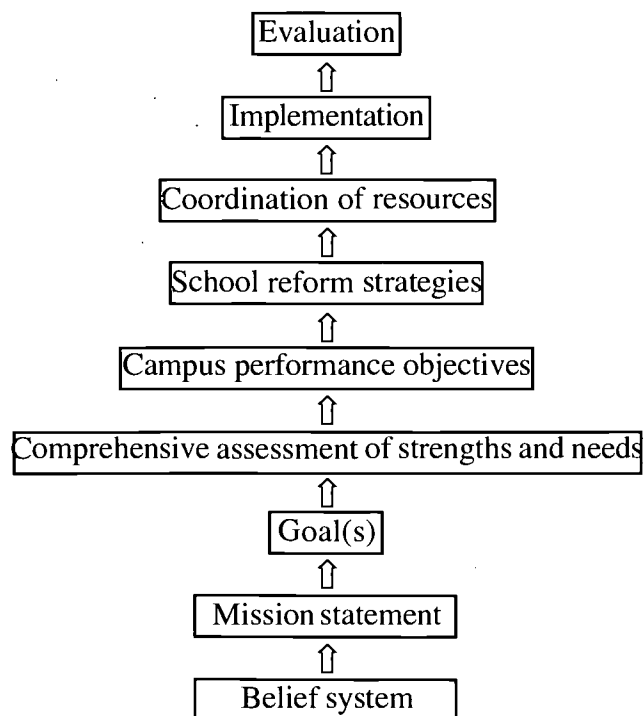 Evaluation
Implementation
Coordination of resources
School reform strategies
Campus performance objectives
Comprehensive assessment of strengths and needs
Goal(s)
Mission statement
Belief system